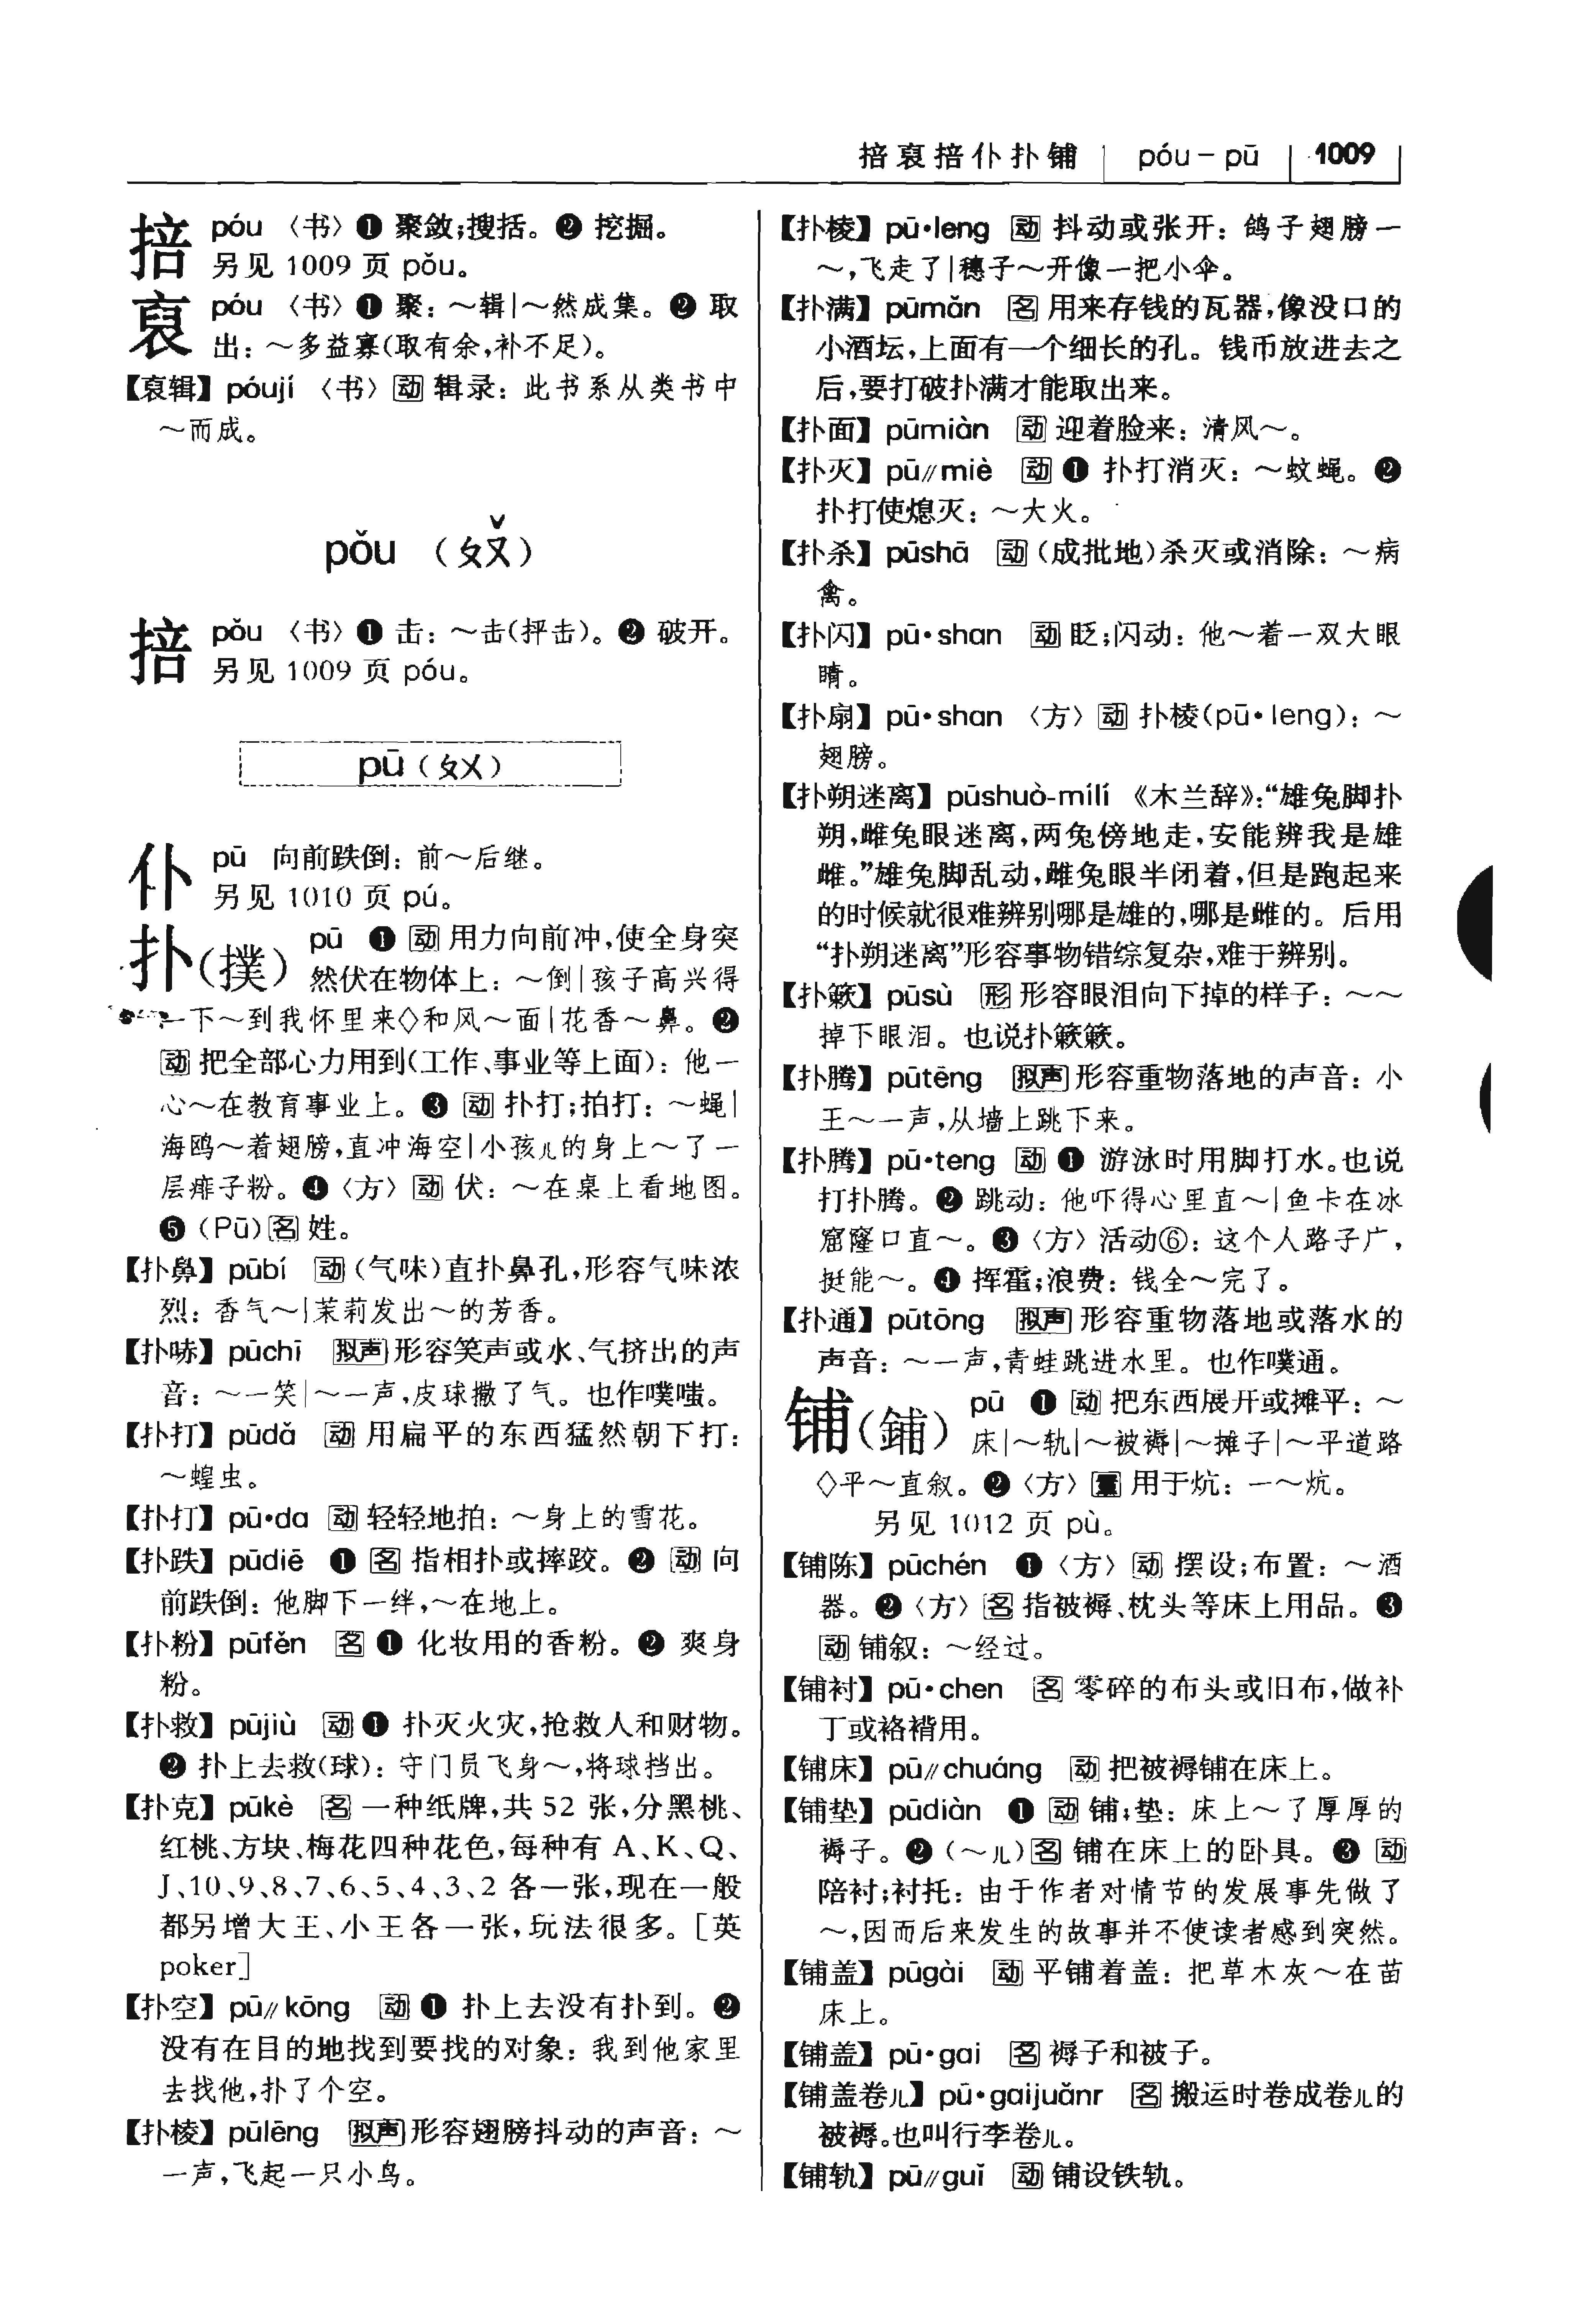 掊裒掊仆扑铺 póu－pū 1009
掊 póu 〈书〉❶ 聚敛;搜括。❷ 挖掘。
另见 1009 页 pǒu。
裒 póu 〈书〉❶ 聚：～辑|～然成集。❷ 取
出：～多益寡(取有余,补不足)。
【裒辑】 póují 〈书〉 动 辑录：此书系从类书中
～而成。
pǒu （ㄆㄡˇ）
掊 pǒu 〈书〉❶ 击：～击(抨击)。❷ 破开。
另见 1009 页 póu。
pū（ㄆㄨ）
仆 pū 向前跌倒：前～后继。
另见 1010 页 pú。
扑(撲) pū ❶ 动 用力向前冲,使全身突
然伏在物体上：～倒|孩子高兴得
一下～到我怀里来◇和风～面|花香～鼻。❷
动 把全部心力用到(工作、事业等上面)：他一
心～在教育事业上。❸ 动 扑打;拍打：～蝇|
海鸥～着翅膀,直冲海空|小孩儿的身上～了一
层痱子粉。❹〈方〉动 伏：～在桌上看地图。
❺ (Pū) 名 姓。
【扑鼻】 pūbí 动 (气味)直扑鼻孔,形容气味浓
烈：香气～|茉莉发出～的芳香。
【扑哧】 pūchī 拟声 形容笑声或水、气挤出的声
音：～一笑|～一声,皮球撒了气。也作噗嗤。
【扑打】 pūdǎ 动 用扁平的东西猛然朝下打：
～蝗虫。
【扑打】 pū·da 动 轻轻地拍：～身上的雪花。
【扑跌】 pūdiē ❶ 名 指相扑或摔跤。❷ 动 向
前跌倒：他脚下一绊,～在地上。
【扑粉】 pūfěn 名 ❶ 化妆用的香粉。❷ 爽身
粉。
【扑救】 pūjiù 动 ❶ 扑灭火灾,抢救人和财物。
❷ 扑上去救(球)：守门员飞身～,将球挡出。
【扑克】 pūkè 名 一种纸牌,共 52 张,分黑桃、
红桃、方块、梅花四种花色,每种有 A、K、Q、
J、10、9、8、7、6、5、4、3、2 各一张,现在一般
都另增大王、小王各一张,玩法很多。［英
poker］
【扑空】 pū∥kōng 动 ❶ 扑上去没有扑到。❷
没有在目的地找到要找的对象：我到他家里
去找他,扑了个空。
【扑棱】 pūlēng 拟声 形容翅膀抖动的声音：～
一声,飞起一只小鸟。
【扑棱】 pū·leng 动 抖动或张开：鸽子翅膀一
～,飞走了|穗子～开像一把小伞。
【扑满】 pūmǎn 名 用来存钱的瓦器,像没口的
小酒坛,上面有一个细长的孔。钱币放进去之
后,要打破扑满才能取出来。
【扑面】 pūmiàn 动 迎着脸来：清风～。
【扑灭】 pū∥miè 动 ❶ 扑打消灭：～蚊蝇。❷
扑打使熄灭：～大火。
【扑杀】 pūshā 动 (成批地)杀灭或消除：～病
禽。
【扑闪】 pū·shan 动 眨;闪动：他～着一双大眼
睛。
【扑扇】 pū·shan 〈方〉 动 扑棱(pū·leng)：～
翅膀。
【扑朔迷离】 pūshuò-mílí 《木兰辞》:“雄兔脚扑
朔,雌兔眼迷离,两兔傍地走,安能辨我是雄
雌。”雄兔脚乱动,雌兔眼半闭着,但是跑起来
的时候就很难辨别哪是雄的,哪是雌的。后用
“扑朔迷离”形容事物错综复杂,难于辨别。
【扑簌】 pūsù 形 形容眼泪向下掉的样子：～～
掉下眼泪。也说扑簌簌。
【扑腾】 pūtēng 拟声 形容重物落地的声音：小
王～一声,从墙上跳下来。
【扑腾】 pū·teng 动 ❶ 游泳时用脚打水。也说
打扑腾。❷ 跳动：他吓得心里直～|鱼卡在冰
窟窿口直～。❸〈方〉活动⑥：这个人路子广,
挺能～。❹ 挥霍;浪费：钱全～完了。
【扑通】 pūtōng 拟声 形容重物落地或落水的
声音：～一声,青蛙跳进水里。也作噗通。
铺(鋪) pū ❶ 动 把东西展开或摊平：～
床|～轨|～被褥|～摊子|～平道路
◇平～直叙。❷〈方〉量 用于炕：一～炕。
另见 1012 页 pù。
【铺陈】 pūchén ❶〈方〉动 摆设;布置：～酒
器。❷〈方〉名 指被褥、枕头等床上用品。❸
动 铺叙：～经过。
【铺衬】 pū·chen 名 零碎的布头或旧布,做补
丁或袼褙用。
【铺床】 pū∥chuáng 动 把被褥铺在床上。
【铺垫】 pūdiàn ❶ 动 铺;垫：床上～了厚厚的
褥子。❷ (～儿) 名 铺在床上的卧具。❸ 动
陪衬;衬托：由于作者对情节的发展事先做了
～,因而后来发生的故事并不使读者感到突然。
【铺盖】 pūgài 动 平铺着盖：把草木灰～在苗
床上。
【铺盖】 pū·gai 名 褥子和被子。
【铺盖卷儿】 pū·gaijuǎnr 名 搬运时卷成卷儿的
被褥。也叫行李卷儿。
【铺轨】 pū∥guǐ 动 铺设铁轨。